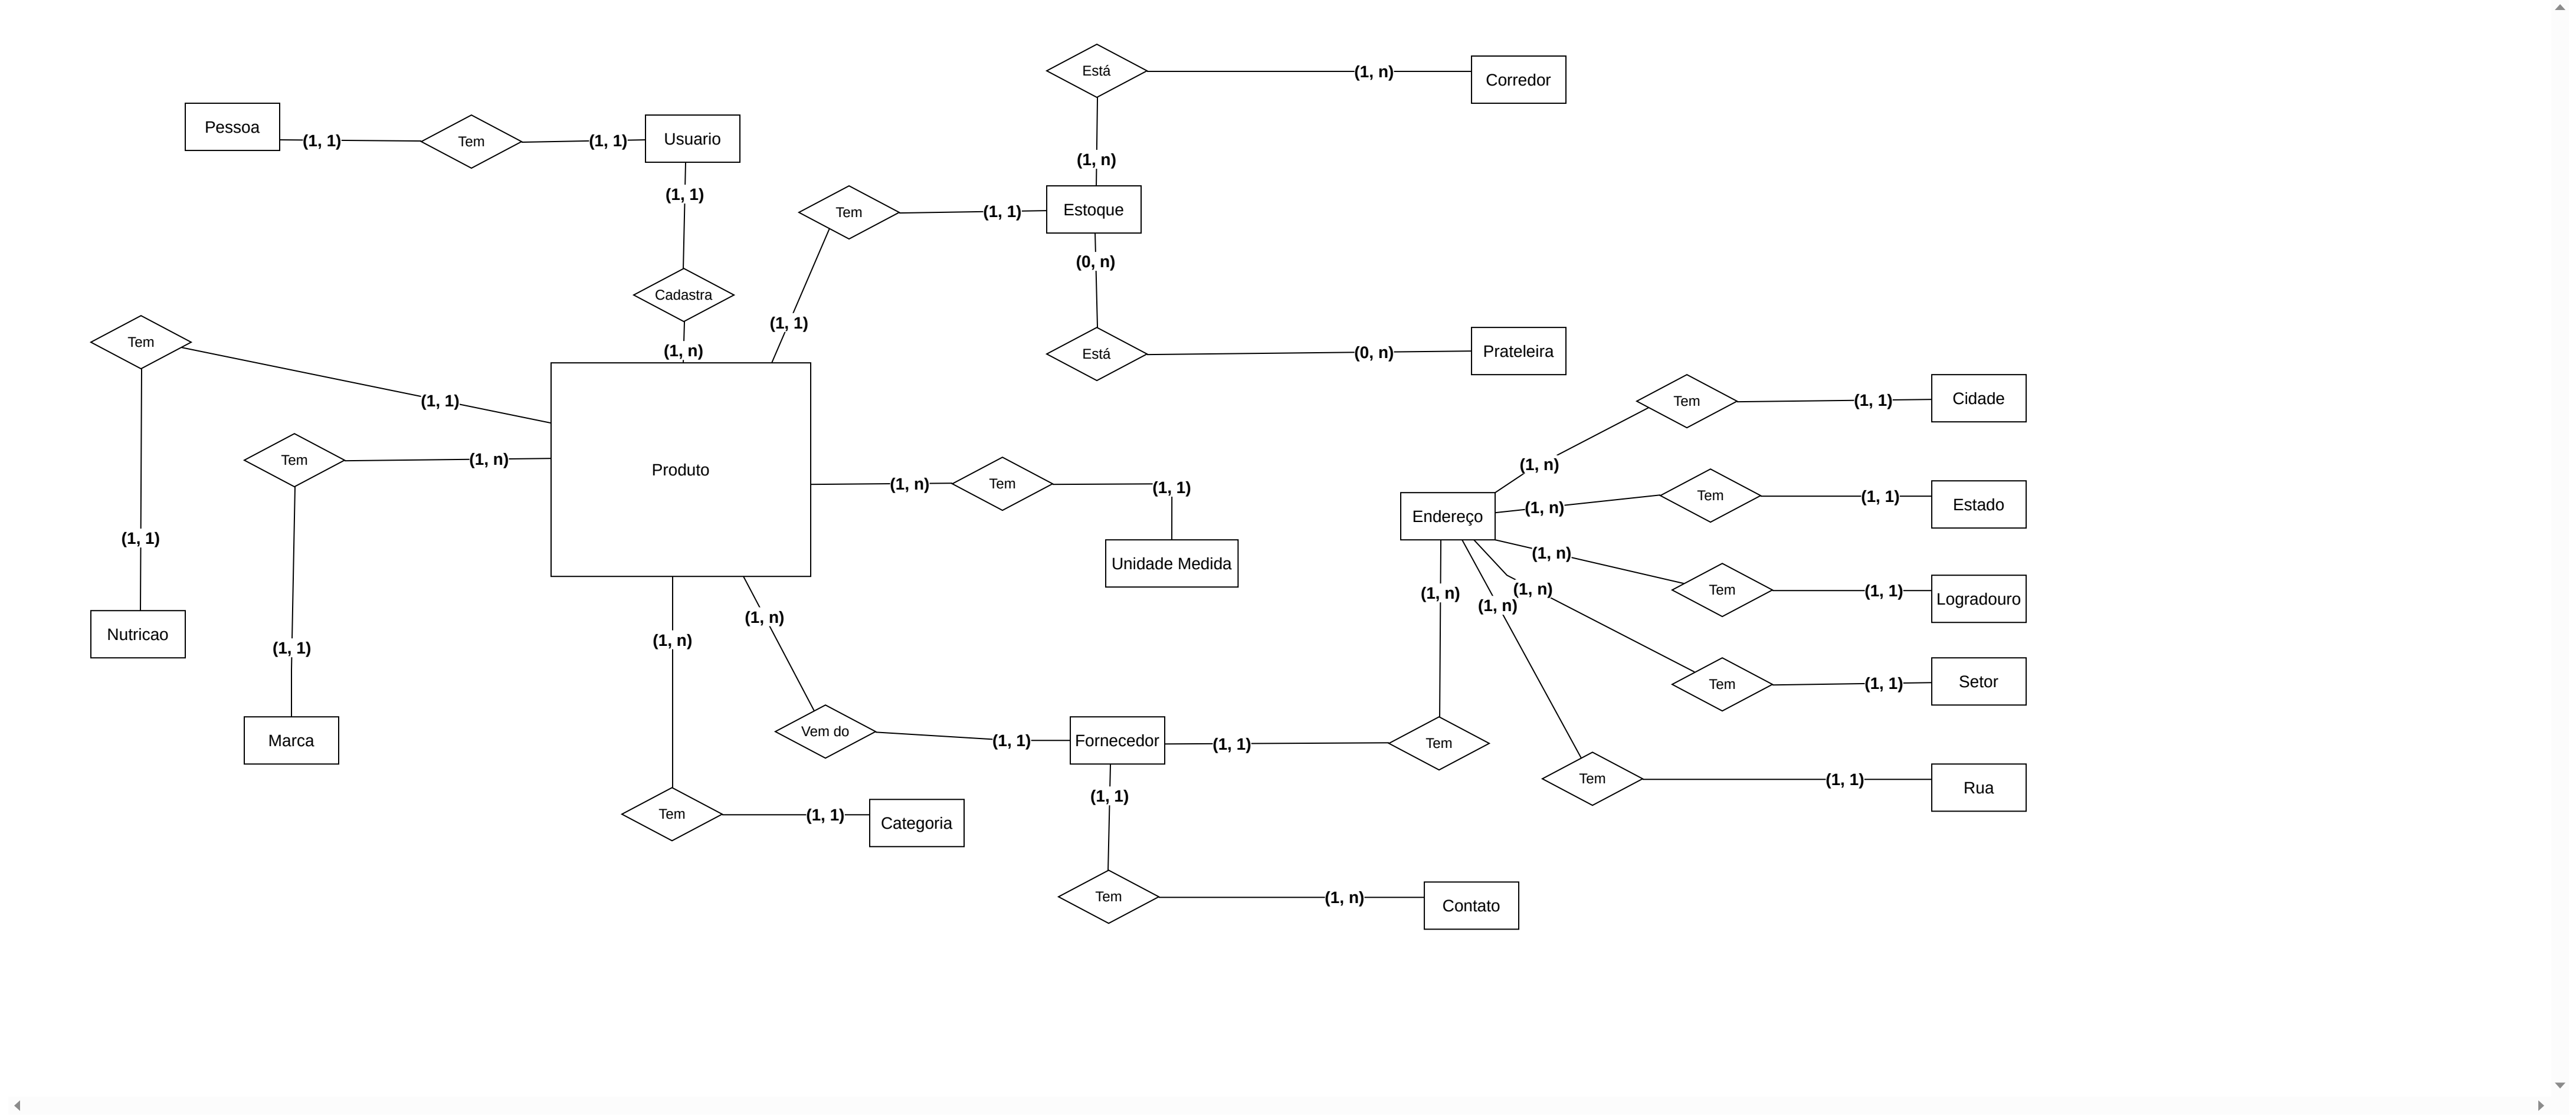 Está
(1, n)
Corredor
Pessoa
(1, 1)
Tem
(1, 1)
Usuario
(1, n)
(1, 1)
Tem
(1, 1)
Estoque
(0, n)
Cadastra
(1, 1)
(1, n)
Tem
Está
(0, n)
Prateleira
(1, 1)
Tem
(1, 1)
Cidade
Tem
(1, n)
Produto
(1, n)
(1, n)
Tem
(1, 1)
Tem
(1, 1)
Estado
Endereço
(1, n)
(1, 1)
(1, n)
Unidade Medida
(1, n)
(1, n)
(1, n)
Tem
(1, 1)
Logradouro
Nutricao
(1, n)
(1, n)
(1, 1)
Tem
(1, 1)
Setor
Marca
Vem do
(1, 1)
Fornecedor
(1, 1)
Tem
Tem
(1, 1)
Rua
(1, 1)
Tem
(1, 1)
Categoria
Tem
(1, n)
Contato